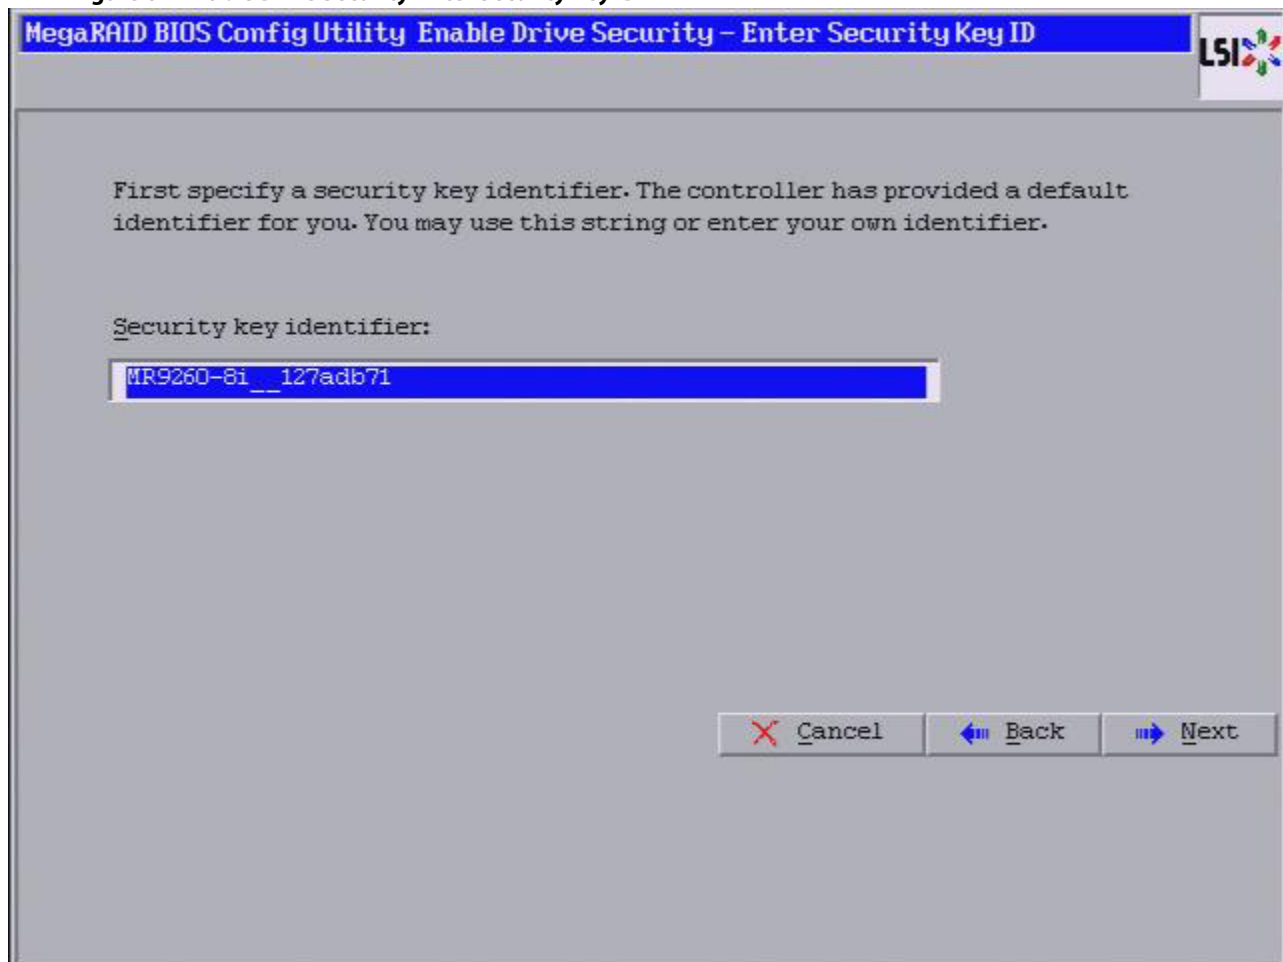 MegaRAID BIOS Config Utility Enable Drive Security – Enter Security Key ID
LSI
First specify a security key identifier. The controller has provided a default
identifier for you. You may use this string or enter your own identifier.
Security key identifier:
MR9260-8i__127adb71
Cancel Back Next